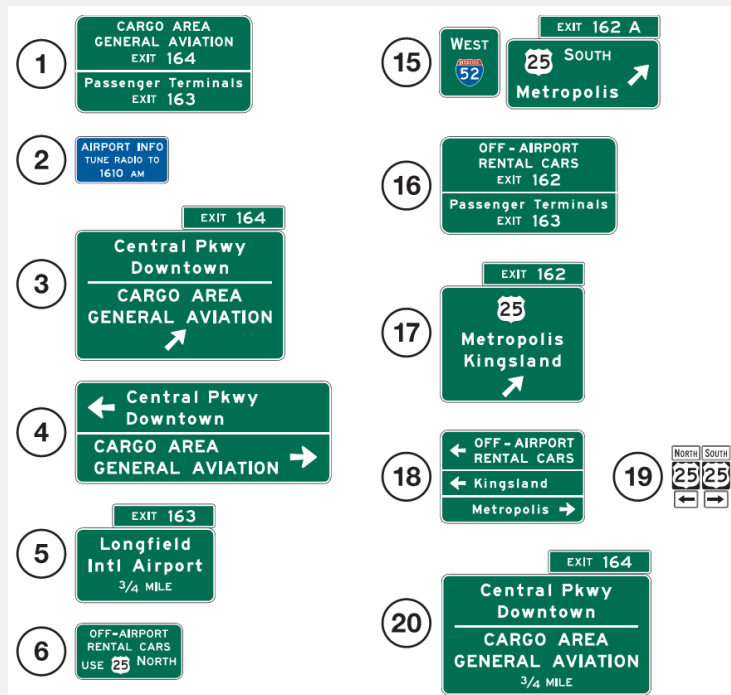 1
CARGO AREA
GENERAL AVIATION
EXIT 164
Passenger Terminals
EXIT 163
2
AIRPORT INFO
TUNE RADIO TO
1610 AM
3
EXIT 164
Central Pkwy
Downtown
CARGO AREA
GENERAL AVIATION
4
Central Pkwy
Downtown
CARGO AREA
GENERAL AVIATION
5
EXIT 163
Longfield
Intl Airport
3/4 MILE
6
OFF-AIRPORT
RENTAL CARS
USE 25 NORTH
15
WEST
INTERSTATE
52
EXIT 162 A
25 SOUTH
Metropolis
16
OFF-AIRPORT
RENTAL CARS
EXIT 162
Passenger Terminals
EXIT 163
17
EXIT 162
25
Metropolis
Kingsland
18
OFF-AIRPORT
RENTAL CARS
Kingsland
Metropolis
19
NORTH SOUTH
25 25
20
EXIT 164
Central Pkwy
Downtown
CARGO AREA
GENERAL AVIATION
3/4 MILE